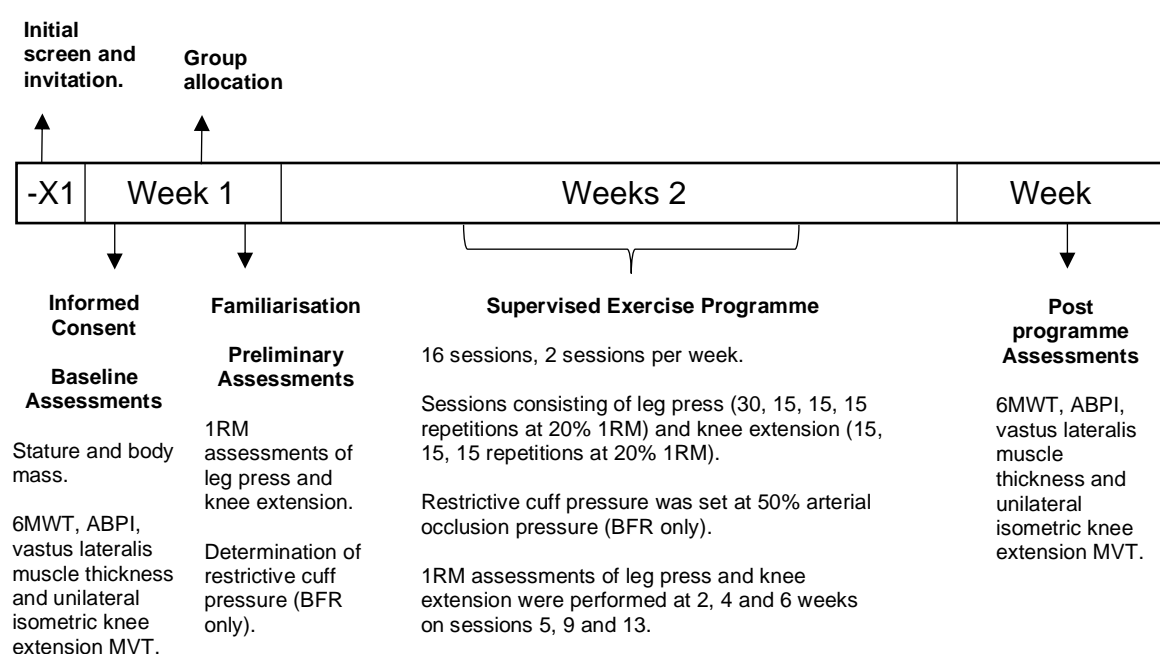 Initial
screen and
invitation.
Group
allocation
-X1
Week 1
Weeks 2
Week
Informed
Consent
Baseline
Assessments
Stature and body
mass.
6MWT, ABPI,
vastus lateralis
muscle thickness
and unilateral
isometric knee
extension MVT.
Familiarisation
Preliminary
Assessments
1RM
assessments of
leg press and
knee extension.
Determination of
restrictive cuff
pressure (BFR
only).
Supervised Exercise Programme
16 sessions, 2 sessions per week.
Sessions consisting of leg press (30, 15, 15, 15
repetitions at 20% 1RM) and knee extension (15,
15, 15 repetitions at 20% 1RM).
Restrictive cuff pressure was set at 50% arterial
occlusion pressure (BFR only).
1RM assessments of leg press and knee
extension were performed at 2, 4 and 6 weeks
on sessions 5, 9 and 13.
Post
programme
Assessments
6MWT, ABPI,
vastus lateralis
muscle
thickness and
unilateral
isometric knee
extension MVT.